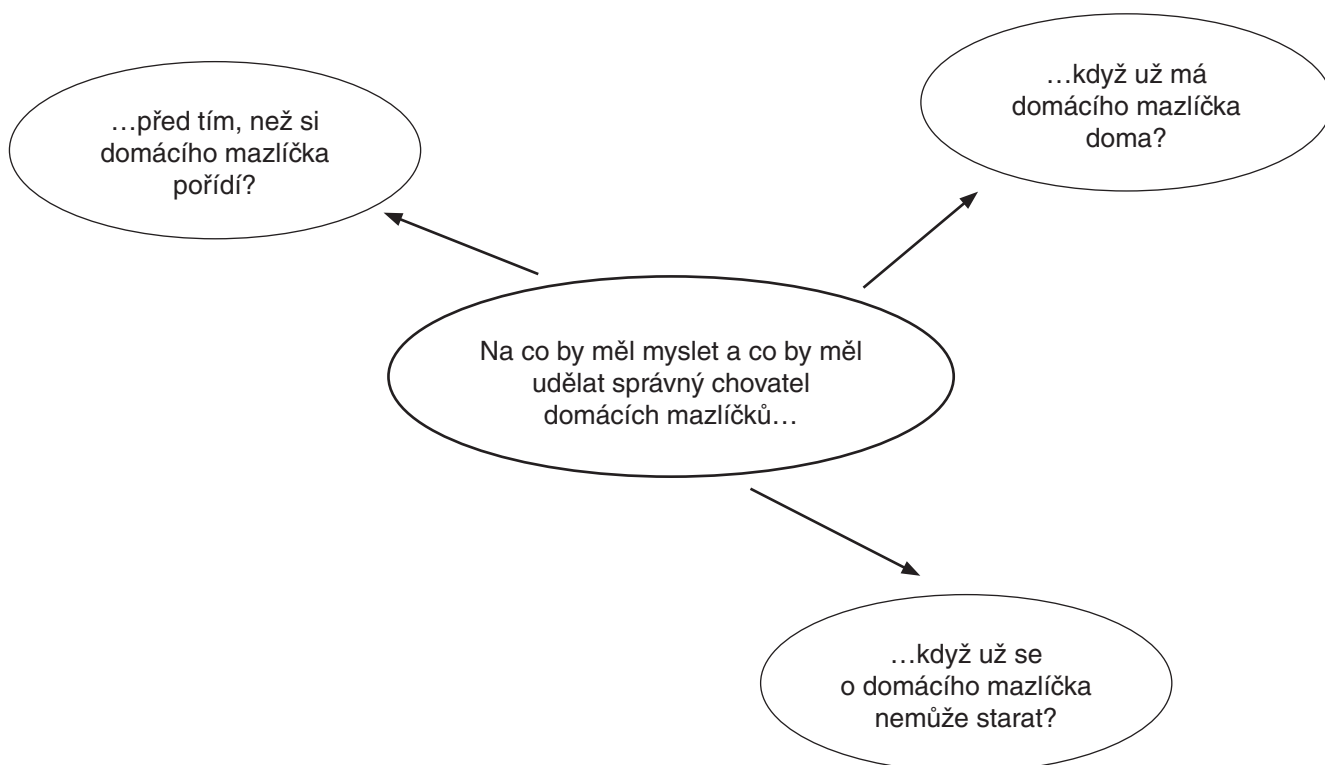 …před tím, než si
domácího mazlíčka
pořídí?
…když už má
domácího mazlíčka
doma?
Na co by měl myslet a co by měl
udělat správný chovatel
domácích mazlíčků…
…když už se
o domácího mazlíčka
nemůže starat?